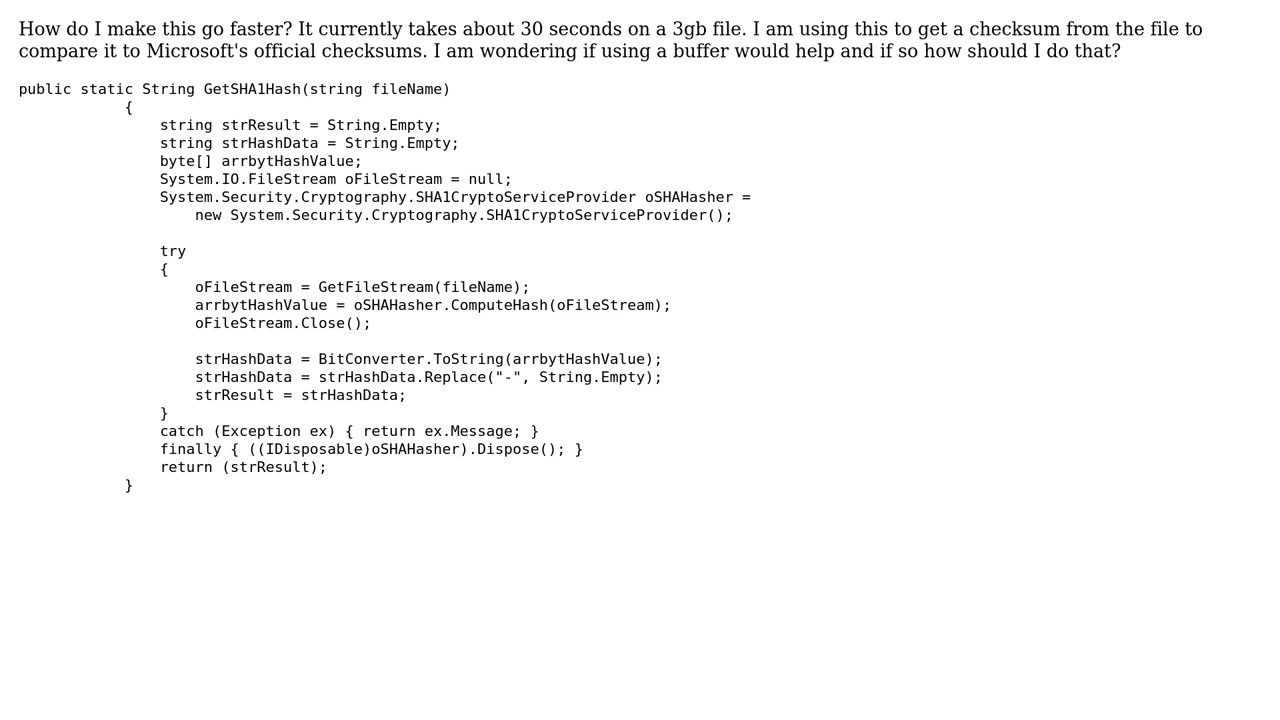 How do I make this go faster? It currently takes about 30 seconds on a 3gb file. I am using this to get a checksum from the file to
compare it to Microsoft's official checksums. I am wondering if using a buffer would help and if so how should I do that?
public static String GetSHA1Hash(string fileName)
            {
                string strResult = String.Empty;
                string strHashData = String.Empty;
                byte[] arrbytHashValue;
                System.IO.FileStream oFileStream = null;
                System.Security.Cryptography.SHA1CryptoServiceProvider oSHAHasher =
                    new System.Security.Cryptography.SHA1CryptoServiceProvider();

                try
                {
                    oFileStream = GetFileStream(fileName);
                    arrbytHashValue = oSHAHasher.ComputeHash(oFileStream);
                    oFileStream.Close();

                    strHashData = BitConverter.ToString(arrbytHashValue);
                    strHashData = strHashData.Replace("-", String.Empty);
                    strResult = strHashData;
                }
                catch (Exception ex) { return ex.Message; }
                finally { ((IDisposable)oSHAHasher).Dispose(); }
                return (strResult);
            }